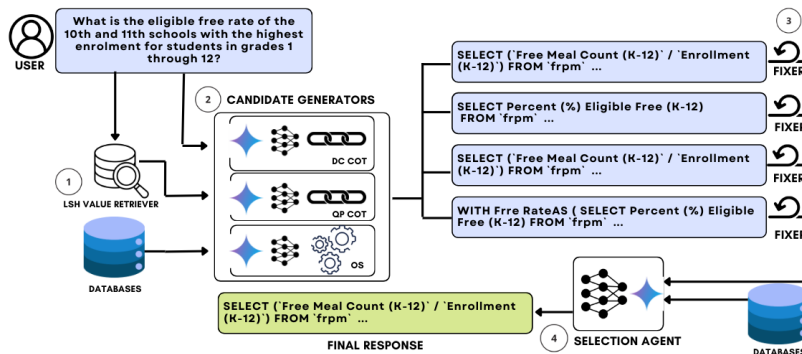 What is the eligible free rate of the
10th and 11th schools with the highest
enrolment for students in grades 1
through 12?
USER
1
LSH VALUE RETRIEVER
DATABASES
2
CANDIDATE GENERATORS
DC COT
QP COT
OS
SELECT (`Free Meal Count (K-12)` / `Enrollment
(K-12)`) FROM `frpm` ...
SELECT Percent (%) Eligible Free (K-12)
FROM `frpm` ...
SELECT (`Free Meal Count (K-12)` / `Enrollment
(K-12)`) FROM `frpm` ...
WITH Frre RateAS ( SELECT Percent (%) Eligible
Free (K-12) FROM `frpm` ...
3
FIXER
FIXER
FIXER
FIXER
SELECT (`Free Meal Count (K-12)` / `Enrollment
(K-12)`) FROM `frpm` ...
FINAL RESPONSE
4
SELECTION AGENT
DATABASES